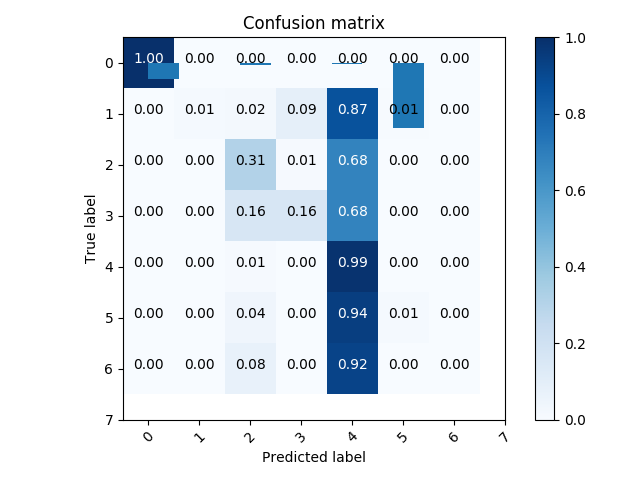 Confusion matrix
0 1.00 0.00 0.00 0.00 0.00 0.00 0.00
1 0.00 0.01 0.02 0.09 0.87 0.01 0.00
2 0.00 0.00 0.31 0.01 0.68 0.00 0.00
3 0.00 0.00 0.16 0.16 0.68 0.00 0.00
4 0.00 0.00 0.01 0.00 0.99 0.00 0.00
5 0.00 0.00 0.04 0.00 0.94 0.01 0.00
6 0.00 0.00 0.08 0.00 0.92 0.00 0.00
7
0 1 2 3 4 5 6 7
True label
Predicted label
1.0
0.8
0.6
0.4
0.2
0.0